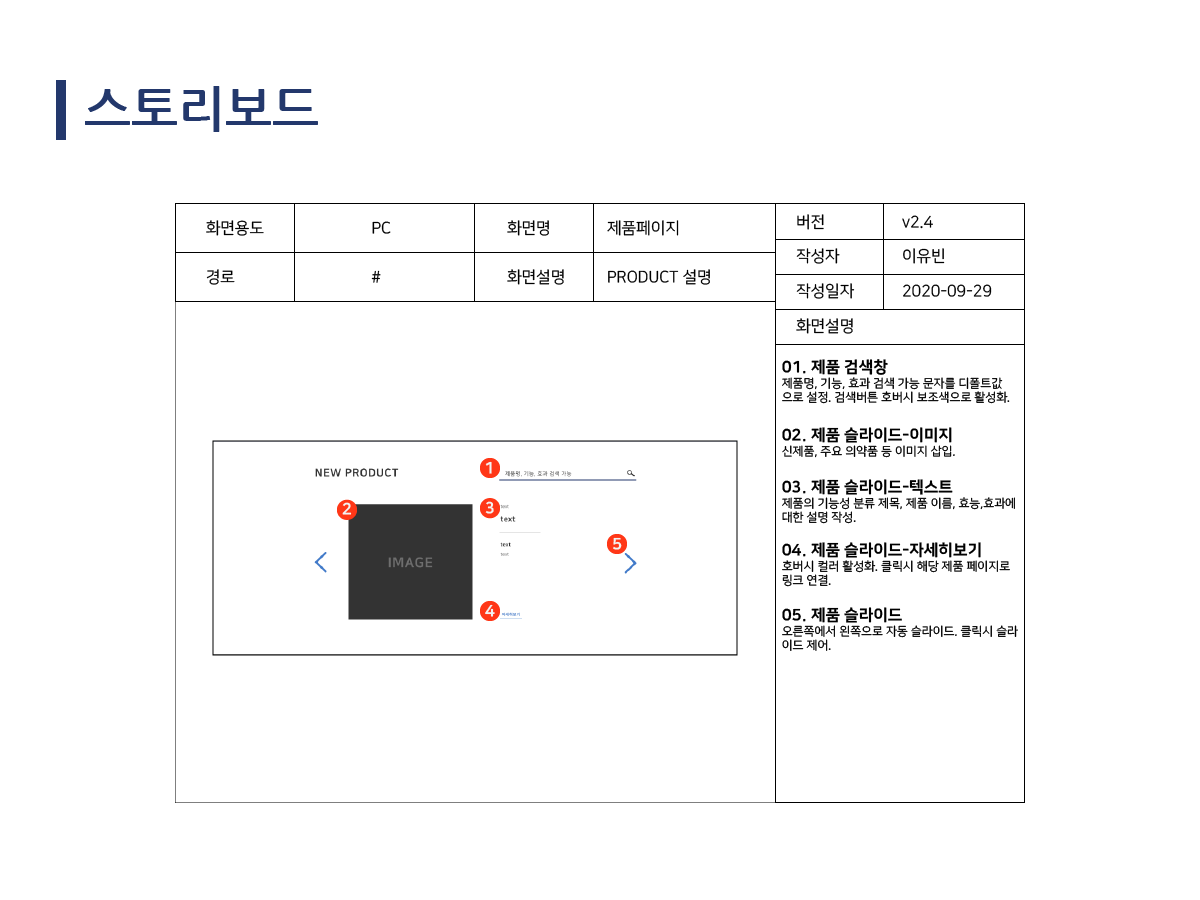 스토리보드
화면용도 PC 화면명 제품페이지
경로 # 화면설명 PRODUCT 설명
버전 v2.4
작성자 이유빈
작성일자 2020-09-29
화면설명
NEW PRODUCT
1 제품명, 기능, 효과 검색 가능
2
IMAGE
3 text
text
text
text
4 자세히보기
5
01. 제품 검색창
제품명, 기능, 효과 검색 가능 문자를 디폴트값
으로 설정. 검색버튼 호버시 보조색으로 활성화.
02. 제품 슬라이드-이미지
신제품, 주요 의약품 등 이미지 삽입.
03. 제품 슬라이드-텍스트
제품의 기능성 분류 제목, 제품 이름, 효능,효과에
대한 설명 작성.
04. 제품 슬라이드-자세히보기
호버시 컬러 활성화. 클릭시 해당 제품 페이지로
링크 연결.
05. 제품 슬라이드
오른쪽에서 왼쪽으로 자동 슬라이드. 클릭시 슬라
이드 제어.